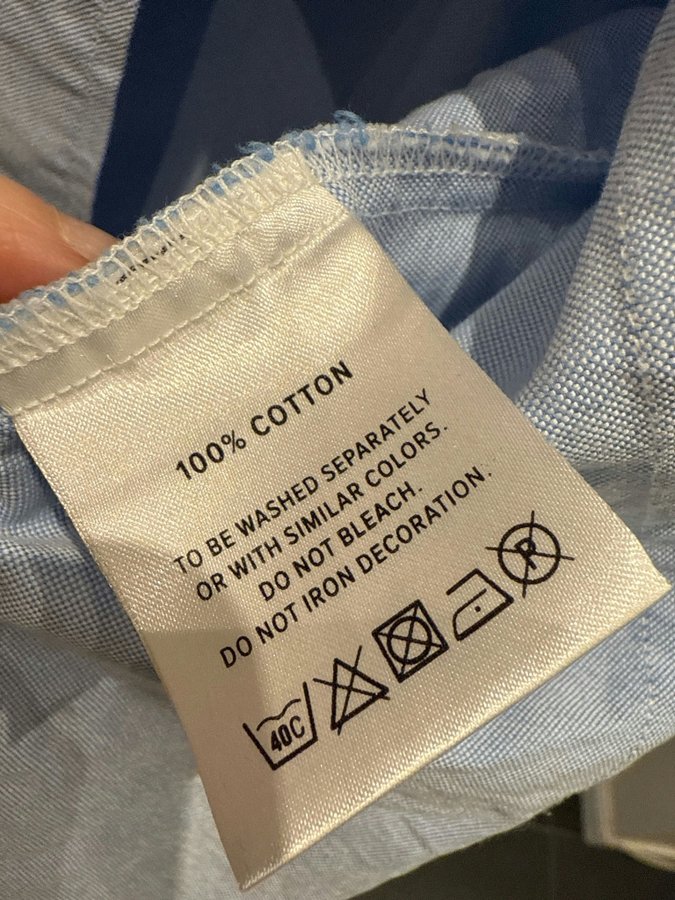 100% COTTON
TO BE WASHED SEPARATELY
OR WITH SIMILAR COLORS.
DO NOT BLEACH.
DO NOT IRON DECORATION.
40C P